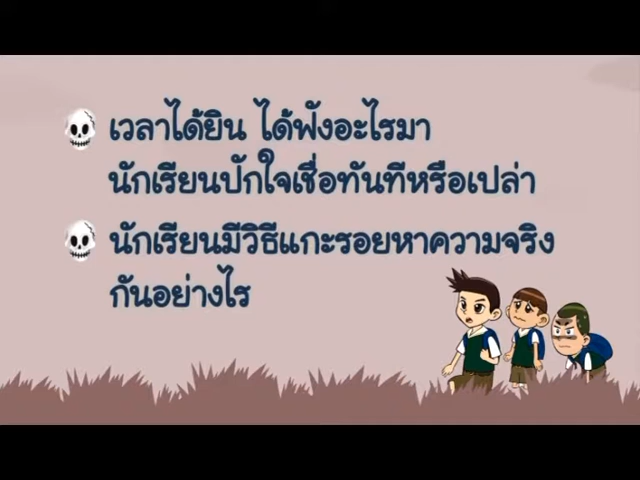 เวลาได้ยิน ได้ฟังอะไรมา
นักเรียนปักใจเชื่อทันทีหรือเปล่า
นักเรียนมีวิธีแกะรอยหาความจริง
กันอย่างไร